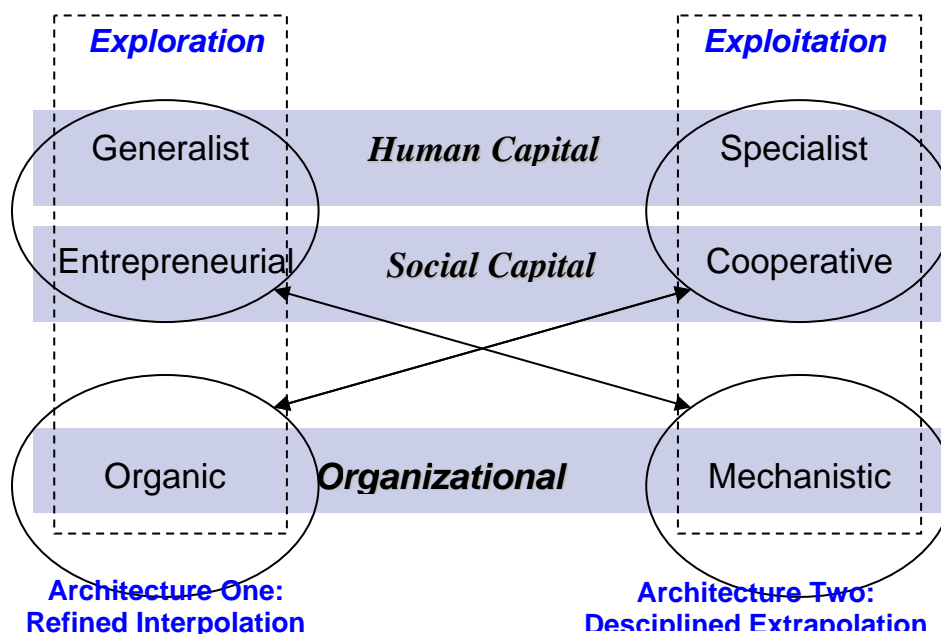 Exploration
Exploitation
Generalist
Human Capital
Specialist
Entrepreneurial
Social Capital
Cooperative
Organic
Organizational
Mechanistic
Architecture One:
Refined Interpolation
Architecture Two:
Desciplined Extrapolation